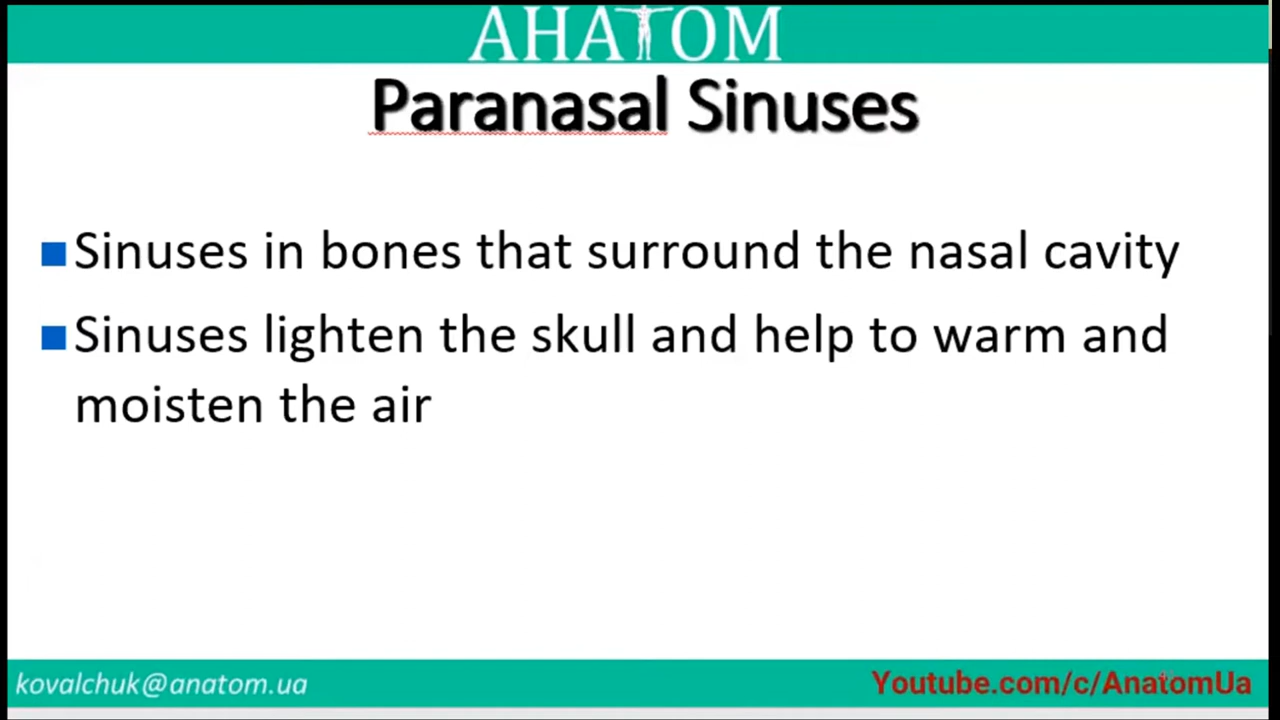 АНАТОМ
Paranasal Sinuses
Sinuses in bones that surround the nasal cavity
Sinuses lighten the skull and help to warm and
moisten the air
kovalchuk@anatom.ua
Youtube.com/c/AnatomUa